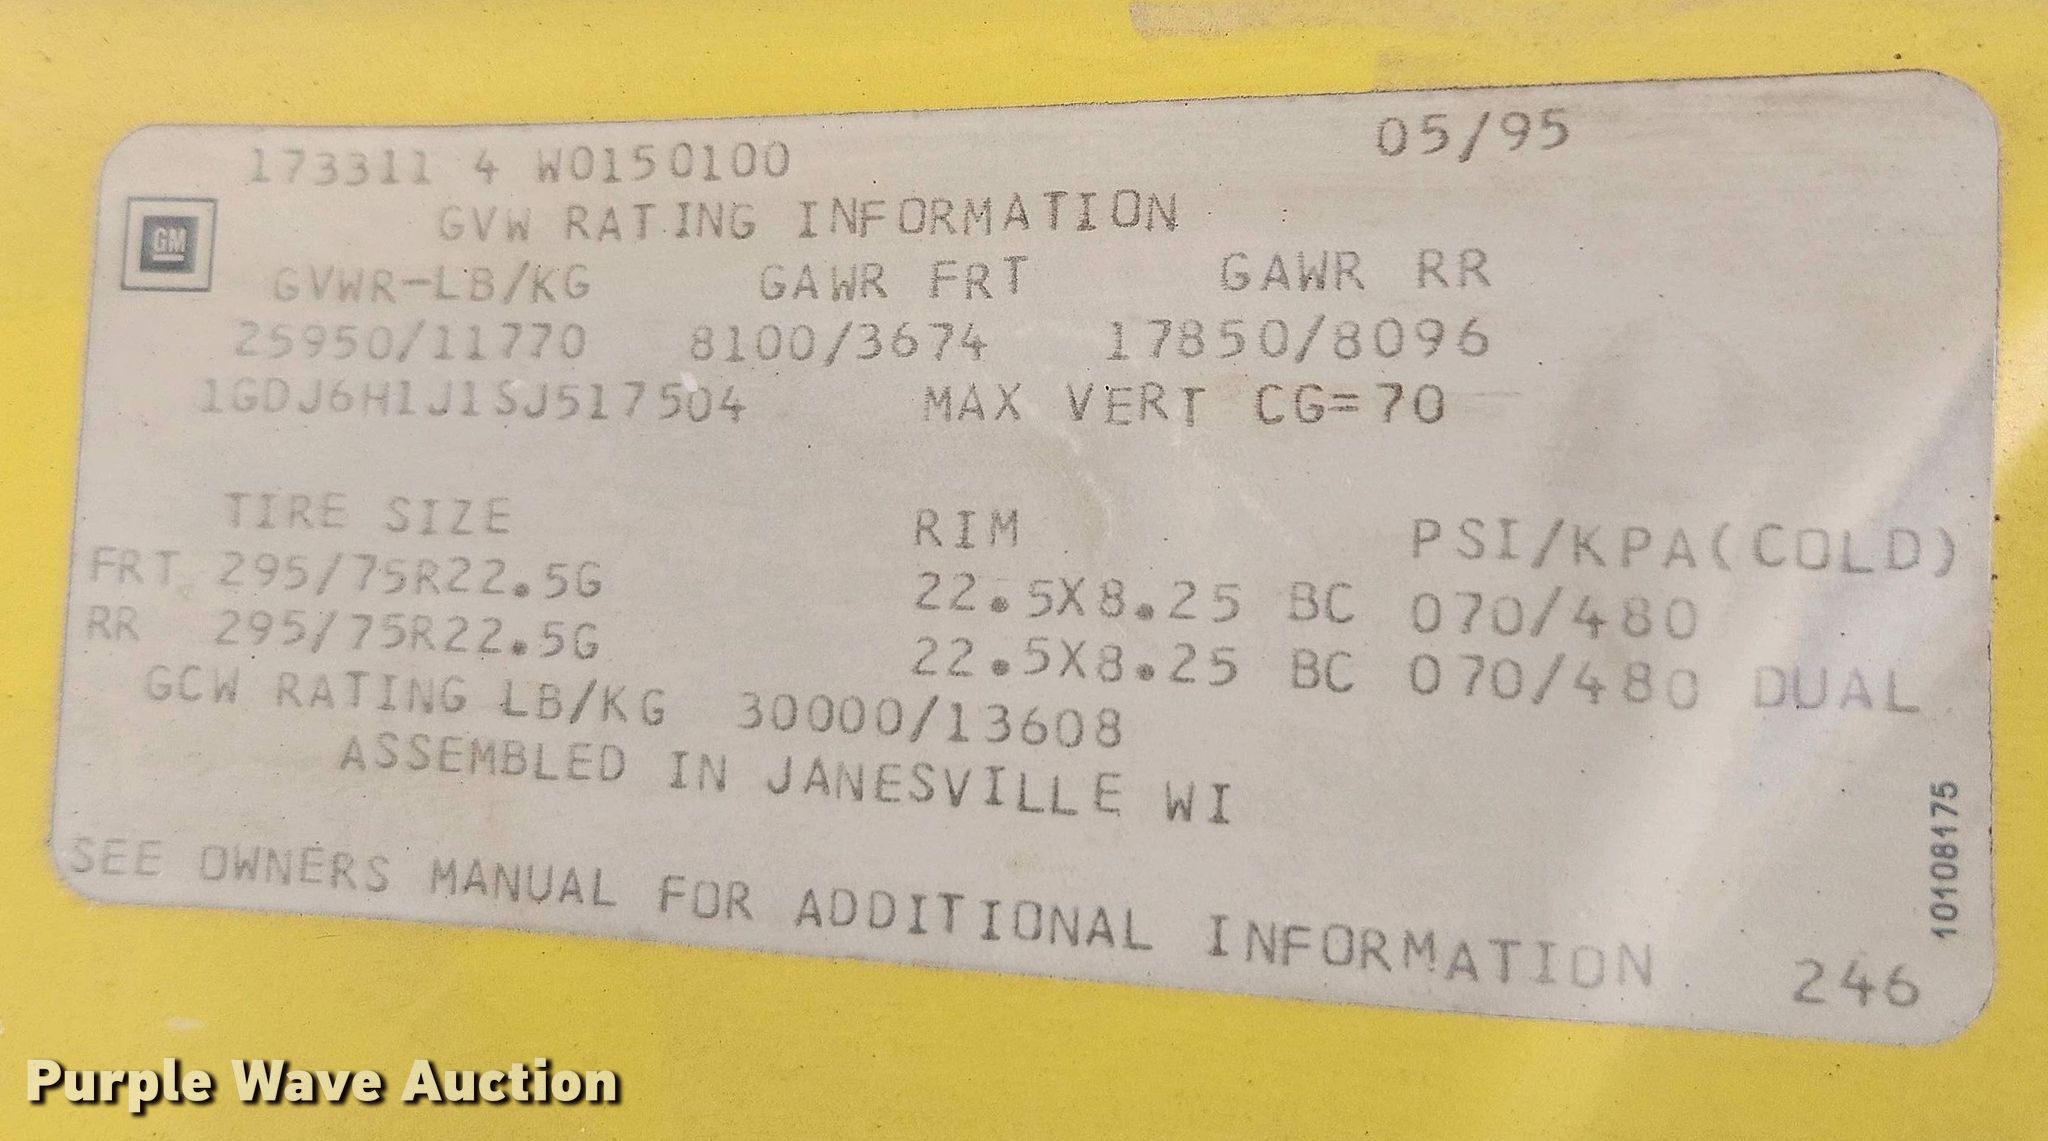 173311 4 W0150100 05/95
GM
GVW RATING INFORMATION
GVWR-LB/KG GAWR FRT GAWR RR
25950/11770 8100/3674 17850/8096
1GDJ6H1J1SJ517504 MAX VERT CG=70
TIRE SIZE RIM PSI/KPA(COLD)
FRT 295/75R22.5G 22.5X8.25 BC 070/480
RR 295/75R22.5G 22.5X8.25 BC 070/480 DUAL
GCW RATING LB/KG 30000/13608
ASSEMBLED IN JANESVILLE WI
SEE OWNERS MANUAL FOR ADDITIONAL INFORMATION 246
10108175
Purple Wave Auction